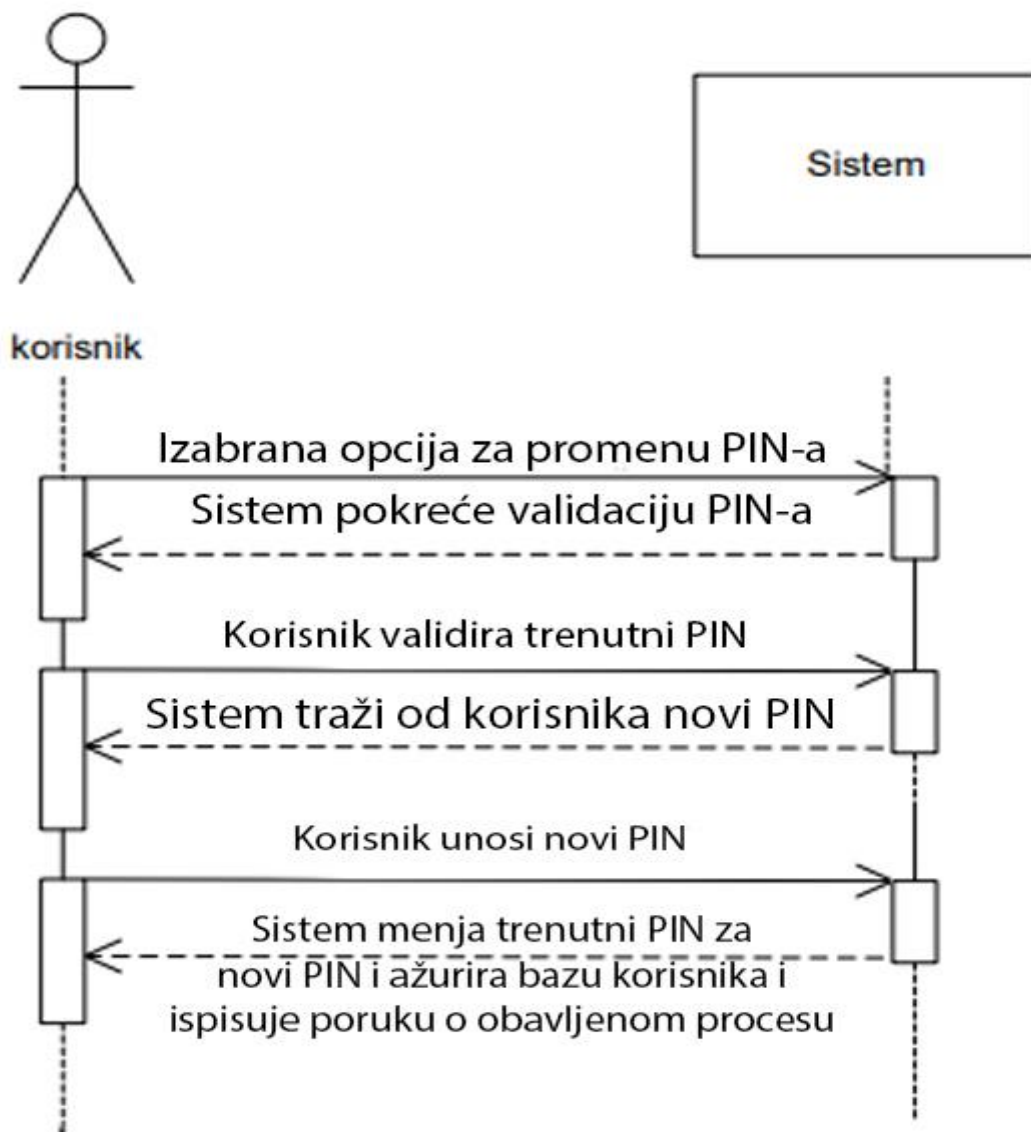 Sistem
korisnik
Izabrana opcija za promenu PIN-a
Sistem pokreće validaciju PIN-a
Korisnik validira trenutni PIN
Sistem traži od korisnika novi PIN
Korisnik unosi novi PIN
Sistem menja trenutni PIN za
novi PIN i ažurira bazu korisnika i
ispisuje poruku o obavljenom procesu